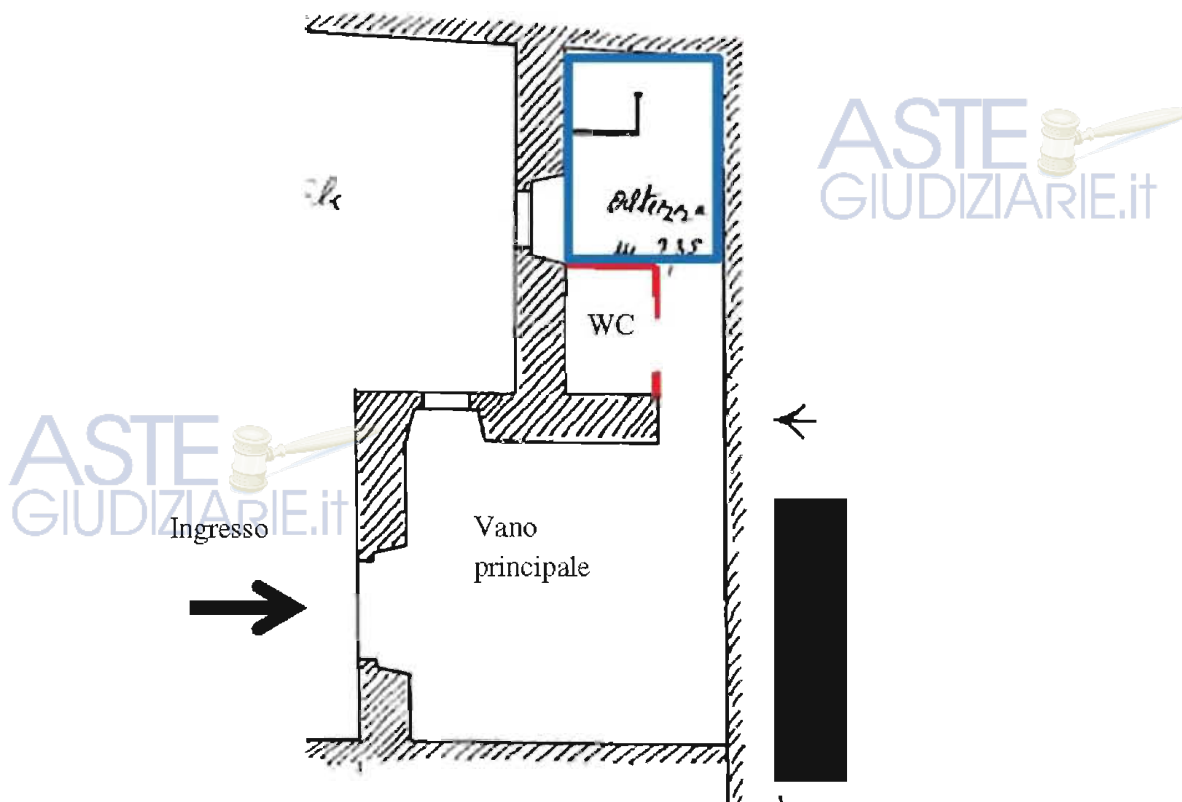 ASTE
GIUDIZIARIE.it
WC
ASTE
GIUDIZIARIE.it
Ingresso
Vano
principale